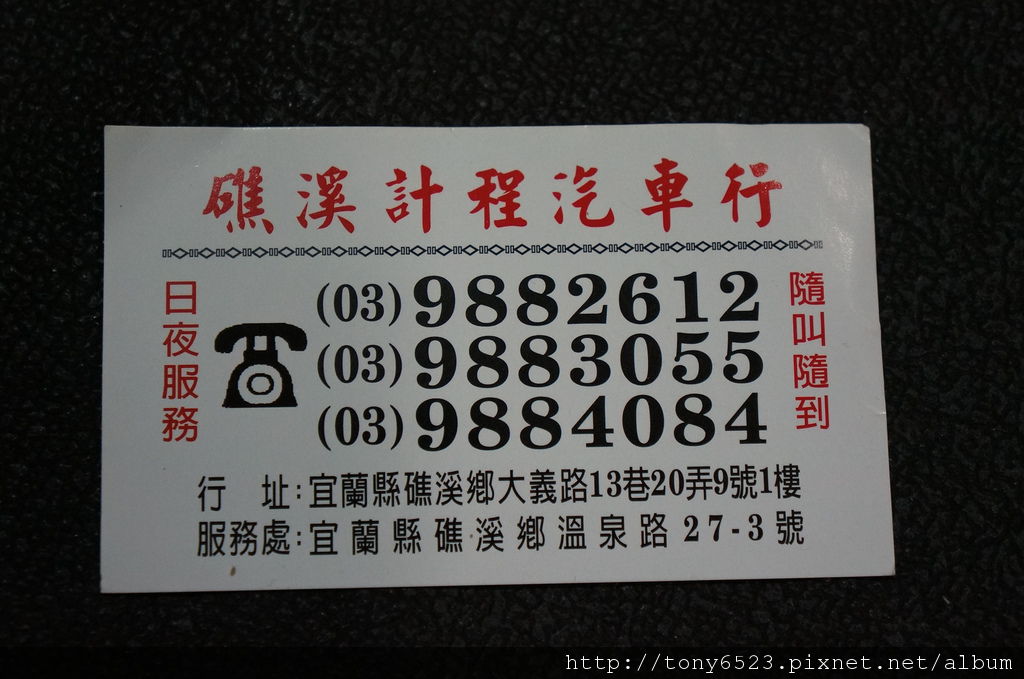 礁溪計程汽車行
日夜服務
(03)9882612
(03)9883055
(03)9884084
隨叫隨到
行　址:宜蘭縣礁溪鄉大義路13巷20弄9號1樓
服務處:宜蘭縣礁溪鄉溫泉路27-3號
http://tony6523.pixnet.net/album